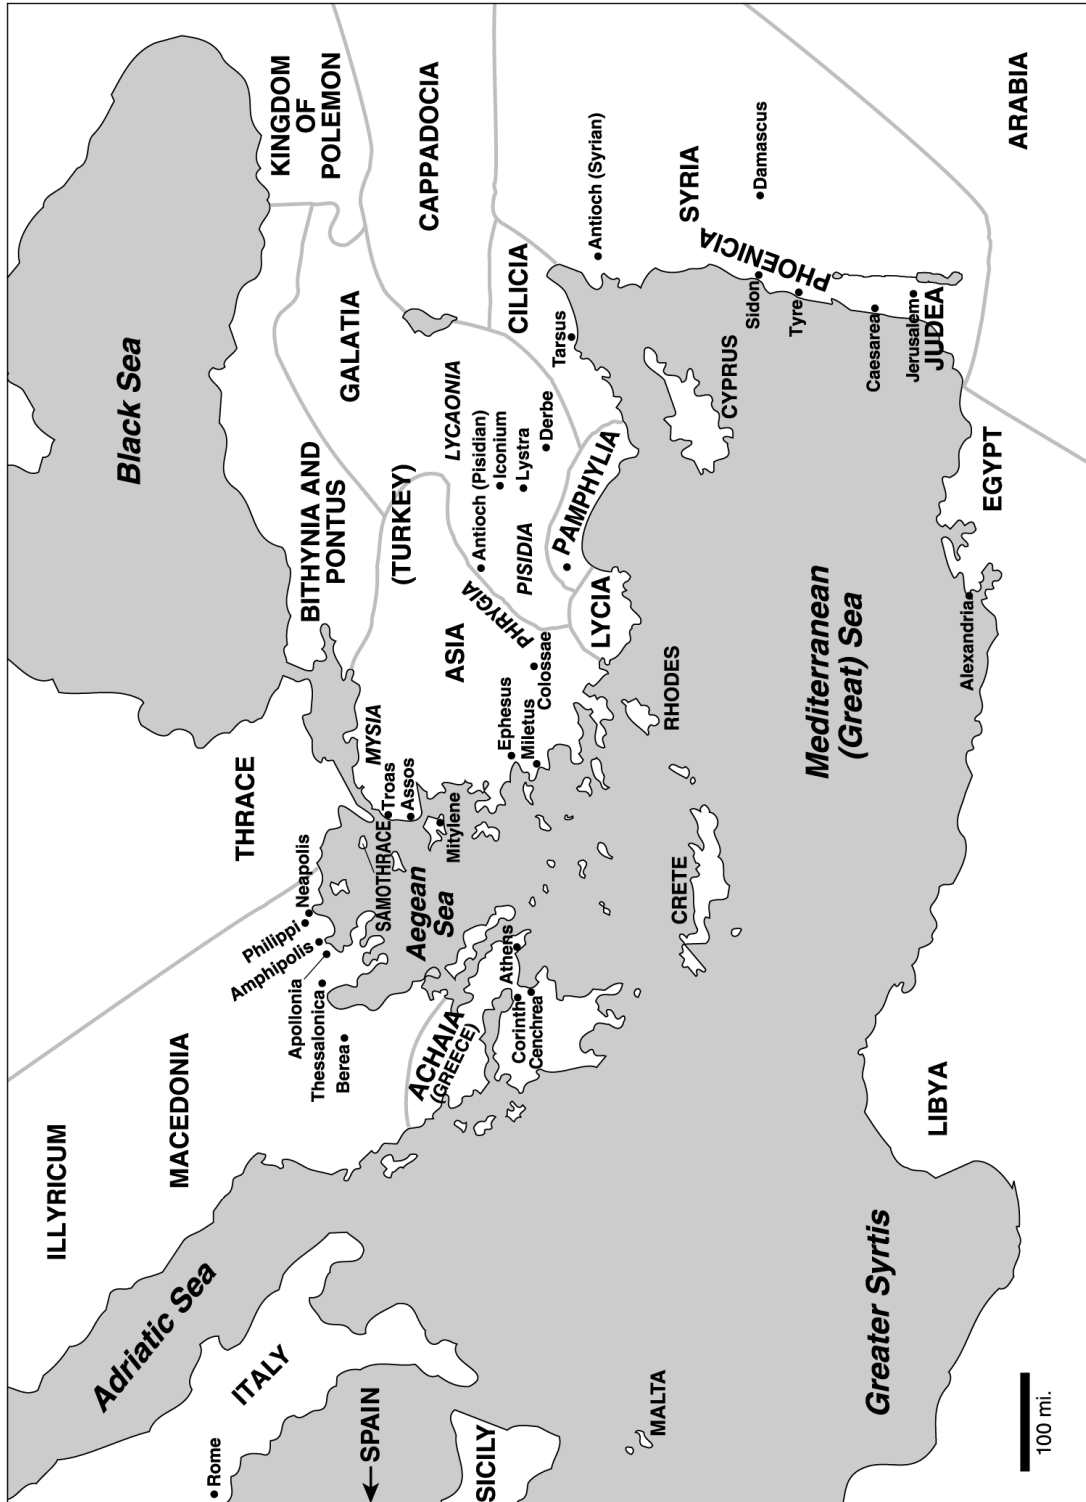 ILLYRICUM
MACEDONIA
THRACE
Black Sea
BITHYNIA AND
PONTUS
GALATIA
KINGDOM
OF
POLEMON
CAPPADOCIA
Adriatic Sea
ITALY
Rome
SPAIN
SICILY
MALTA
Philippi
Neapolis
Amphipolis
Apollonia
Thessalonica
Berea
SAMOTHRACE
Aegean
Sea
ACHAIA
(GREECE)
Athens
Corinth
Cenchrea
MYSIA
Troas
Assos
Mitylene
(TURKEY)
ASIA
PHRYGIA
Ephesus
Miletus
Colossae
LYCAONIA
Antioch (Pisidian)
Iconium
Lystra
Derbe
PISIDIA
PAMPHYLIA
LYCIA
CILICIA
Tarsus
Antioch (Syrian)
SYRIA
Damascus
PHOENICIA
Sidon
Tyre
Caesarea
Jerusalem
JUDEA
ARABIA
CYPRUS
RHODES
CRETE
Mediterranean
(Great) Sea
EGYPT
Alexandria
LIBYA
Greater Syrtis
100 mi.